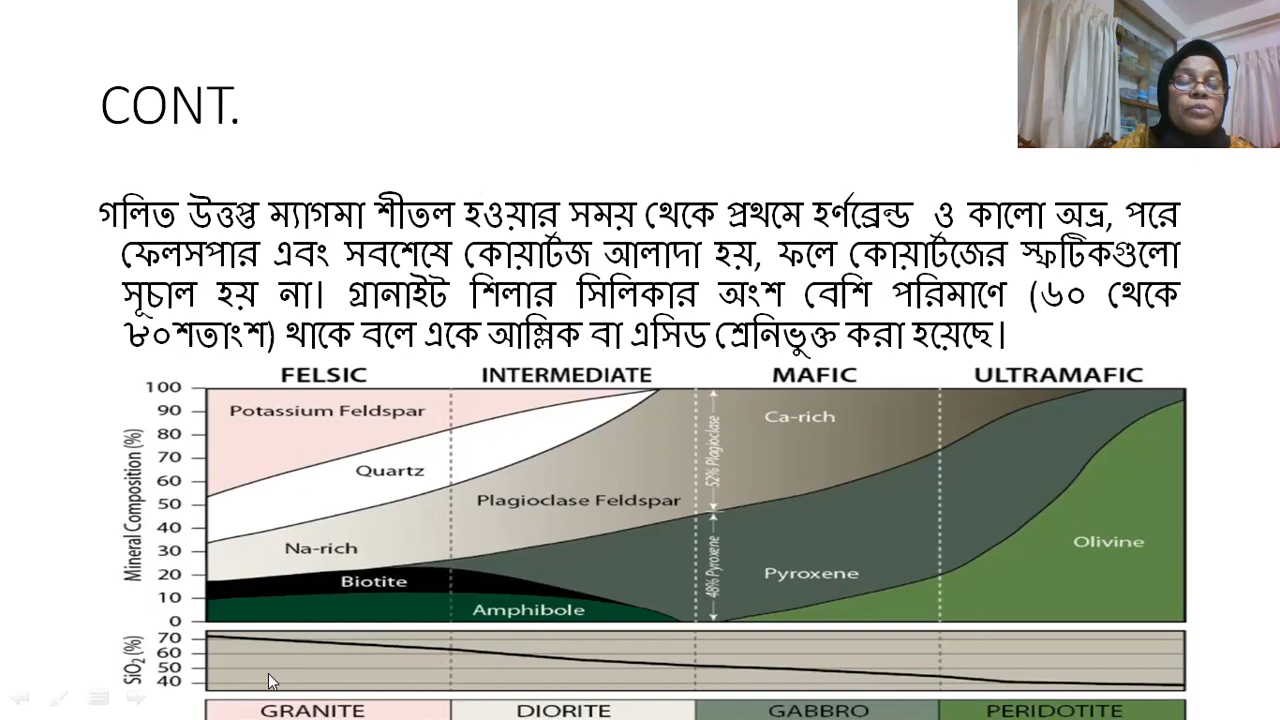 CONT.
গলিত উত্তপ্ত ম্যাগমা শীতল হওয়ার সময় থেকে প্রথমে হর্ণব্লেন্ড ও কালো অভ্র, পরে
ফেলসপার এবং সবশেষে কোয়ার্টজ আলাদা হয়, ফলে কোয়ার্টজের স্ফটিকগুলো
সূচাল হয় না। গ্রানাইট শিলার সিলিকার অংশ বেশি পরিমাণে (৬০ থেকে
৮০শতাংশ) থাকে বলে একে আম্লিক বা এসিড শ্রেনিভুক্ত করা হয়েছে।
FELSIC INTERMEDIATE MAFIC ULTRAMAFIC
Mineral Composition (%)
100
90
80
70
60
50
40
30
20
10
0
Potassium Feldspar
Quartz
Plagioclase Feldspar
Na-rich
Ca-rich
Biotite
Amphibole
52% Plagioclase
48% Pyroxene
Pyroxene
Olivine
SiO₂ (%)
70
60
50
40
GRANITE DIORITE GABBRO PERIDOTITE